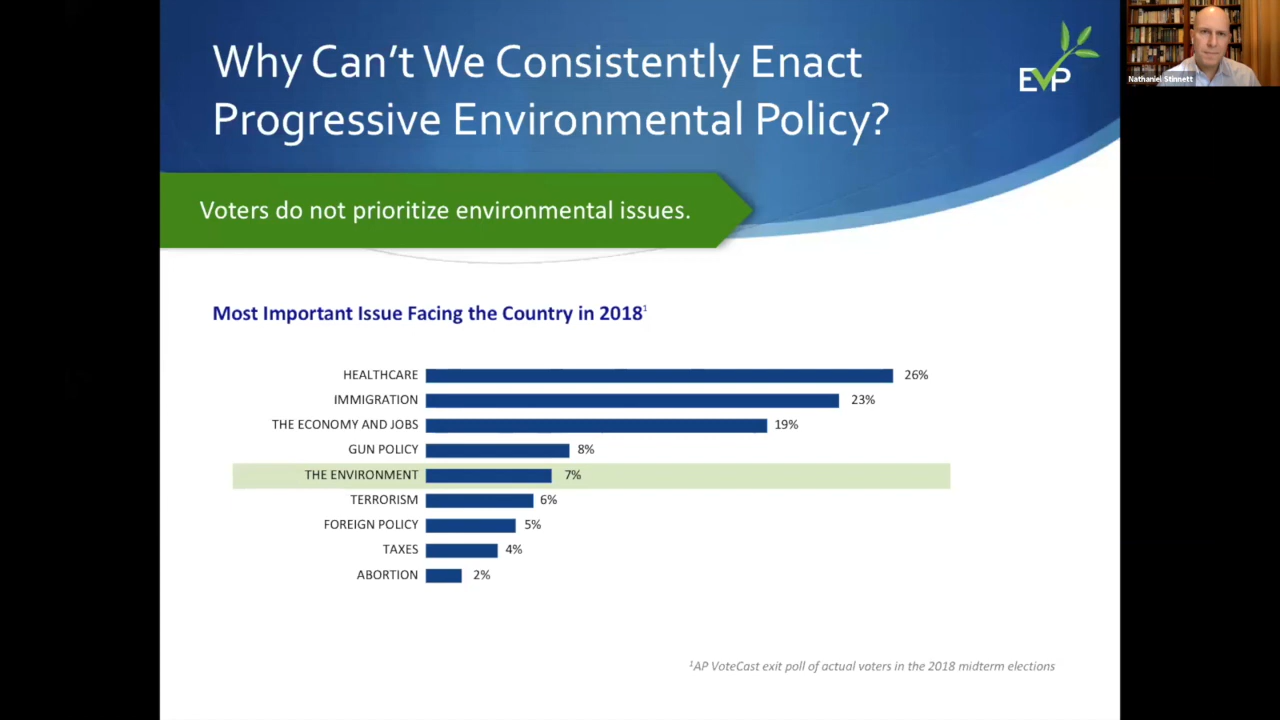 Why Can't We Consistently Enact
Progressive Environmental Policy?
EVP
Nathaniel Stinnett
Voters do not prioritize environmental issues.
Most Important Issue Facing the Country in 2018¹
HEALTHCARE 26%
IMMIGRATION 23%
THE ECONOMY AND JOBS 19%
GUN POLICY 8%
THE ENVIRONMENT 7%
TERRORISM 6%
FOREIGN POLICY 5%
TAXES 4%
ABORTION 2%
¹AP VoteCast exit poll of actual voters in the 2018 midterm elections